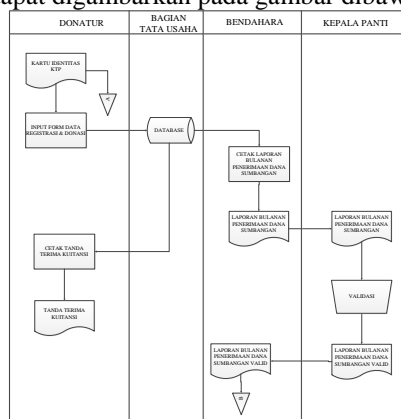 dapat digambarkan pada gambar dibaw
DONATUR
BAGIAN
TATA USAHA
BENDAHARA
KEPALA PANTI
KARTU IDENTITAS
KTP
A
INPUT FORM DATA
REGISTRASI & DONASI
DATABASE
CETAK LAPORAN
BULANAN
PENERIMAAN DANA
SUMBANGAN
LAPORAN BULANAN
PENERIMAAN DANA
SUMBANGAN
LAPORAN BULANAN
PENERIMAAN DANA
SUMBANGAN
CETAK TANDA
TERIMA KUITANSI
VALIDASI
TANDA TERIMA
KUITANSI
LAPORAN BULANAN
PENERIMAAN DANA
SUMBANGAN VALID
LAPORAN BULANAN
PENERIMAAN DANA
SUMBANGAN VALID
B